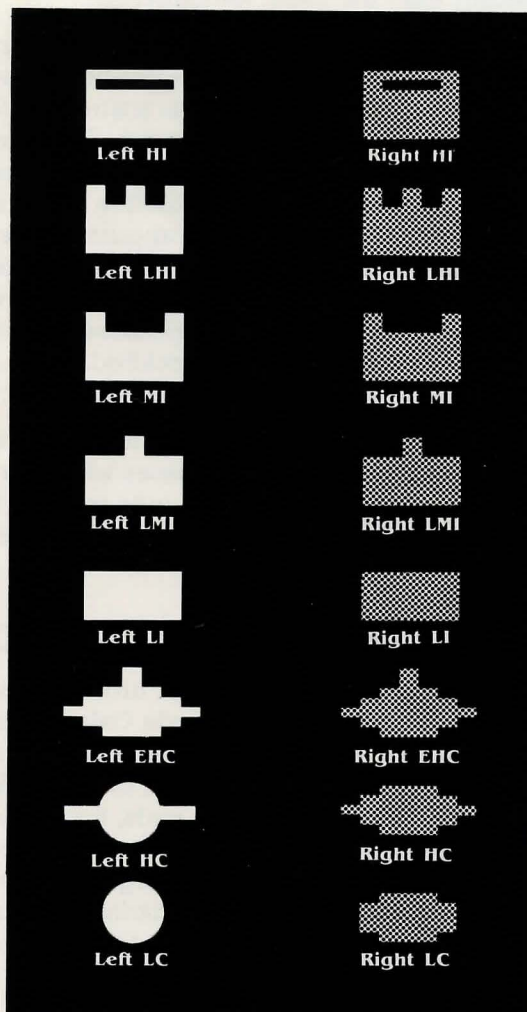 Left HI Right HI
Left LHI Right LHI
Left MI Right MI
Left LMI Right LMI
Left LI Right LI
Left EHC Right EHC
Left HC Right HC
Left LC Right LC